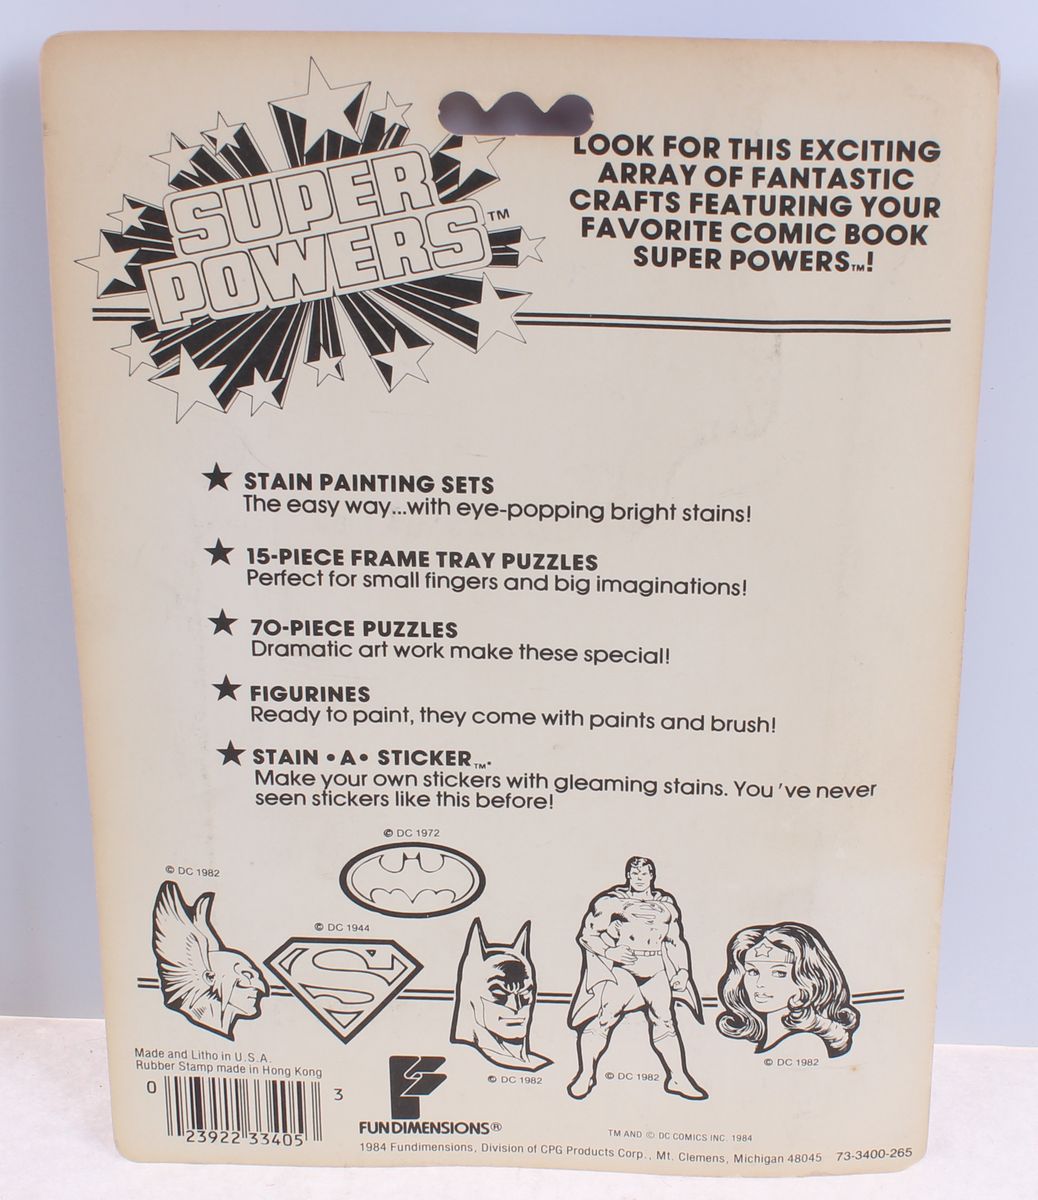 SUPER
POWERS™
LOOK FOR THIS EXCITING
ARRAY OF FANTASTIC
CRAFTS FEATURING YOUR
FAVORITE COMIC BOOK
SUPER POWERS™!
★ STAIN PAINTING SETS
The easy way...with eye-popping bright stains!
★ 15-PIECE FRAME TRAY PUZZLES
Perfect for small fingers and big imaginations!
★ 70-PIECE PUZZLES
Dramatic art work make these special!
★ FIGURINES
Ready to paint, they come with paints and brush!
★ STAIN • A • STICKER™
Make your own stickers with gleaming stains. You 've never
seen stickers like this before!
© DC 1972
© DC 1982
© DC 1944
S
© DC 1982
© DC 1982
© DC 1982
Made and Litho in U.S.A.
Rubber Stamp made in Hong Kong
0 23922 33405 3
FUNDIMENSIONS®
TM AND © DC COMICS INC. 1984
1984 Fundimensions, Division of CPG Products Corp., Mt. Clemens, Michigan 48045 73-3400-265